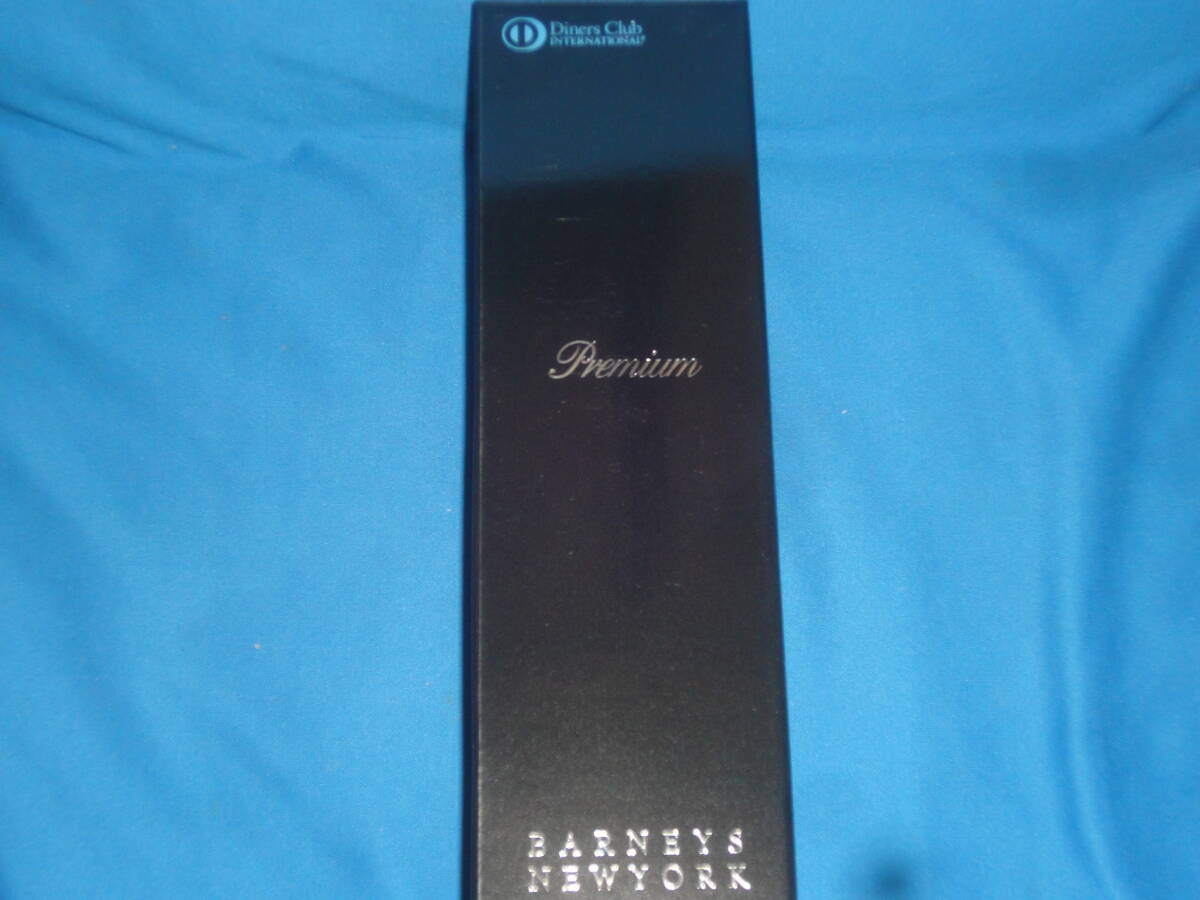 Diners Club
INTERNATIONAL®
Premium
BARNEYS
NEWYORK